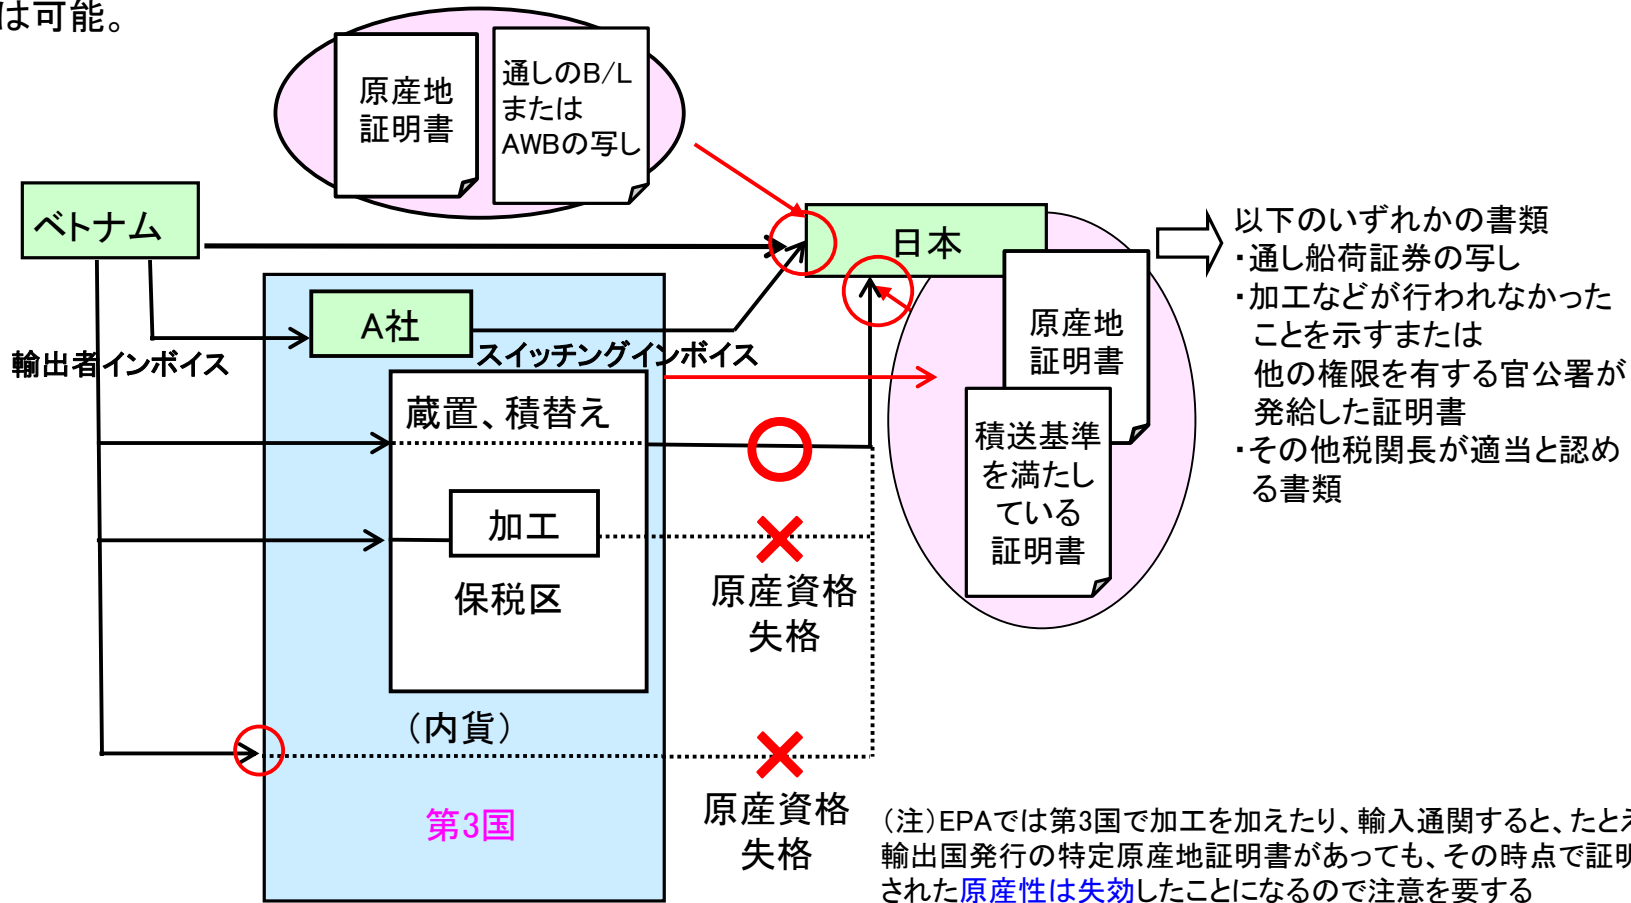 は可能。
原産地
証明書
通しのB/L
または
AWBの写し
ベトナム
日本
A社
輸出者インボイス
スイッチングインボイス
蔵置、積替え
加工
保税区
（内貨）
第3国
原産資格
失格
原産資格
失格
原産地
証明書
積送基準
を満たし
ている
証明書
以下のいずれかの書類
・通し船荷証券の写し
・加工などが行われなかった
ことを示すまたは
他の権限を有する官公署が
発給した証明書
・その他税関長が適当と認め
る書類
（注）EPAでは第3国で加工を加えたり、輸入通関すると、たとえ
輸出国発行の特定原産地証明書があっても、その時点で証明
された原産性は失効したことになるので注意を要する